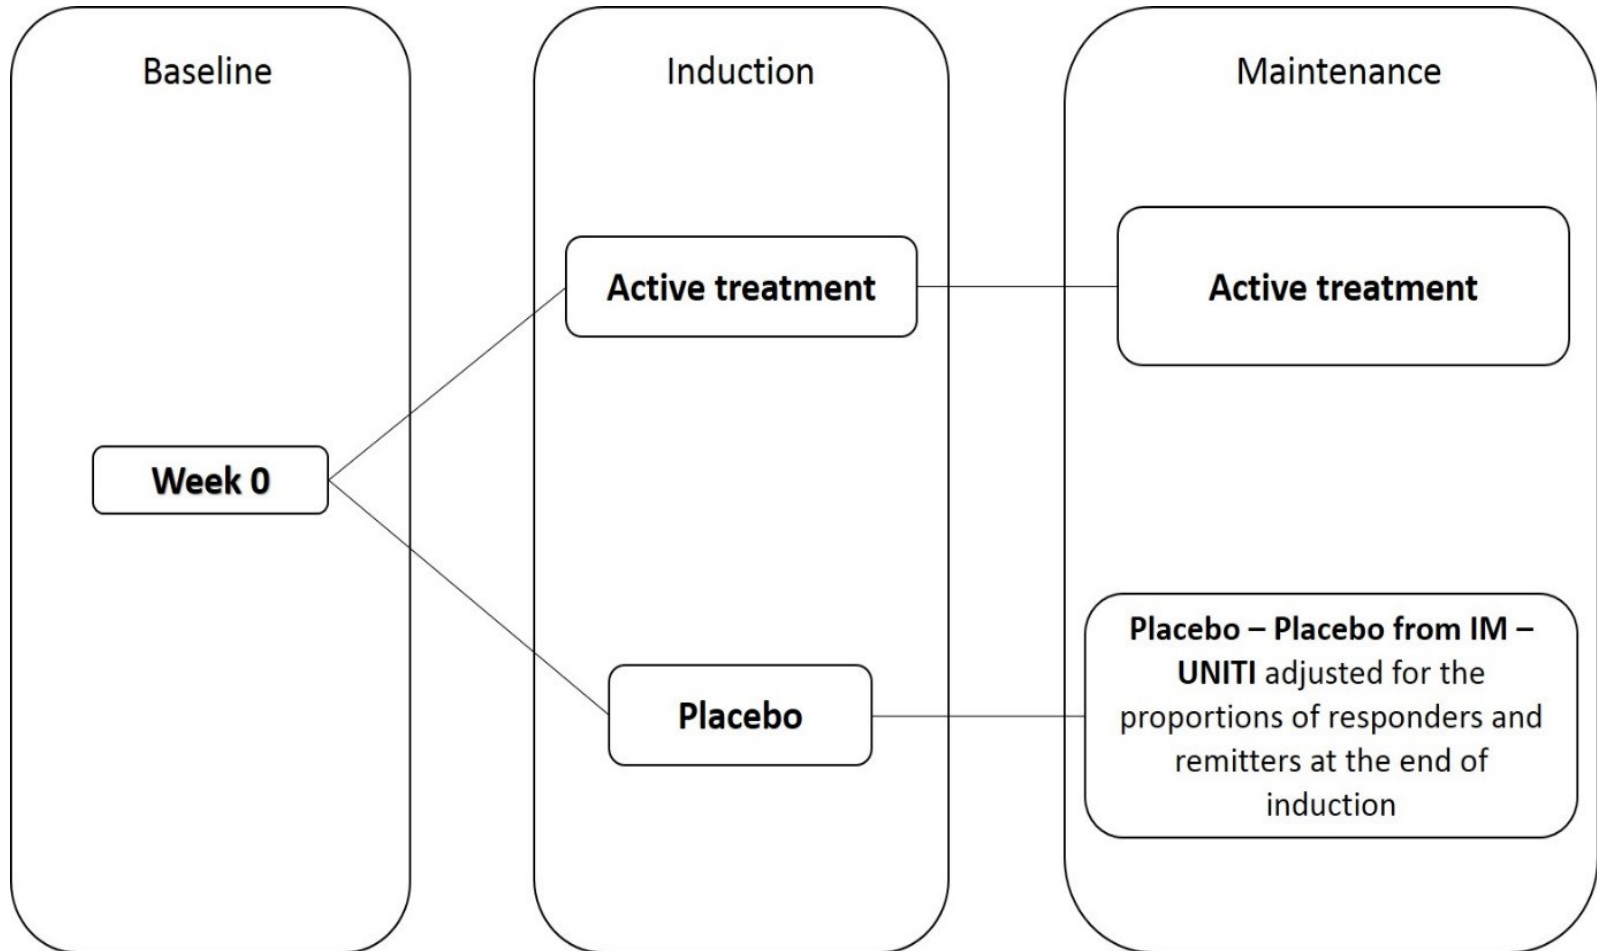 Baseline
Induction
Maintenance
Active treatment
Active treatment
Week 0
Placebo
Placebo – Placebo from IM –
UNITI adjusted for the
proportions of responders and
remitters at the end of
induction